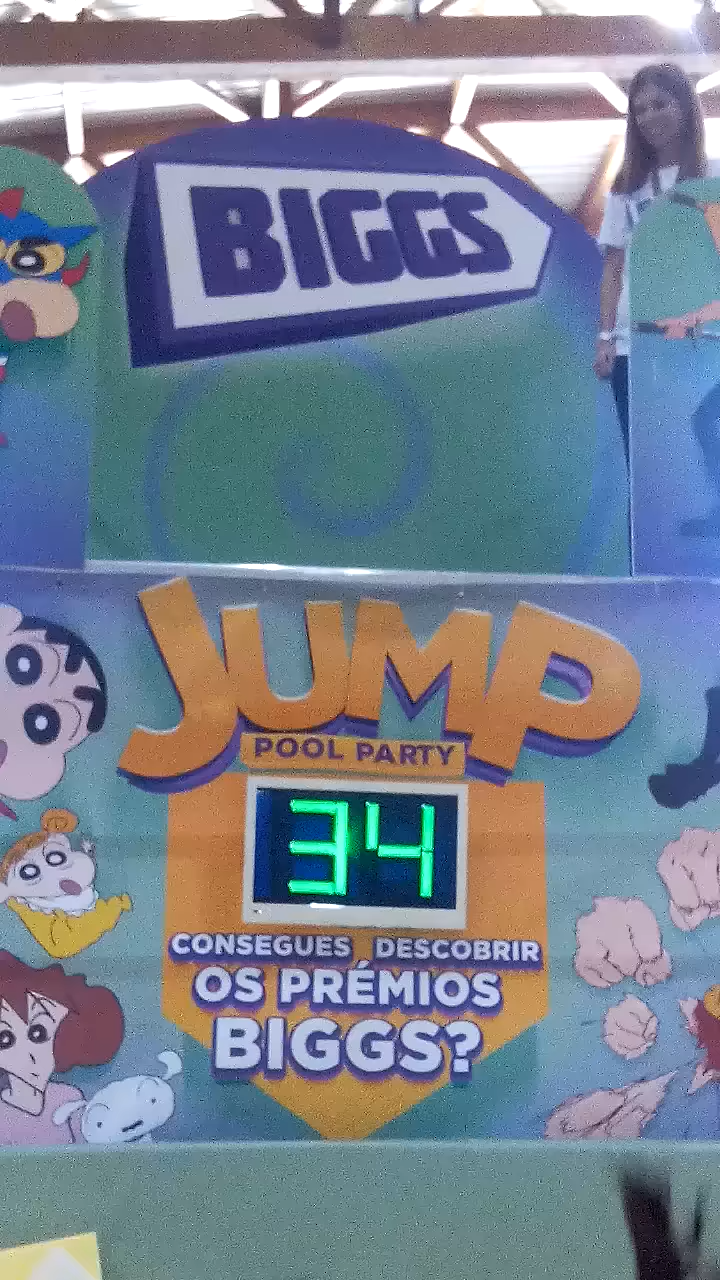 BIGGS
JUMP
POOL PARTY
34
CONSEGUES DESCOBRIR
OS PRÉMIOS
BIGGS?